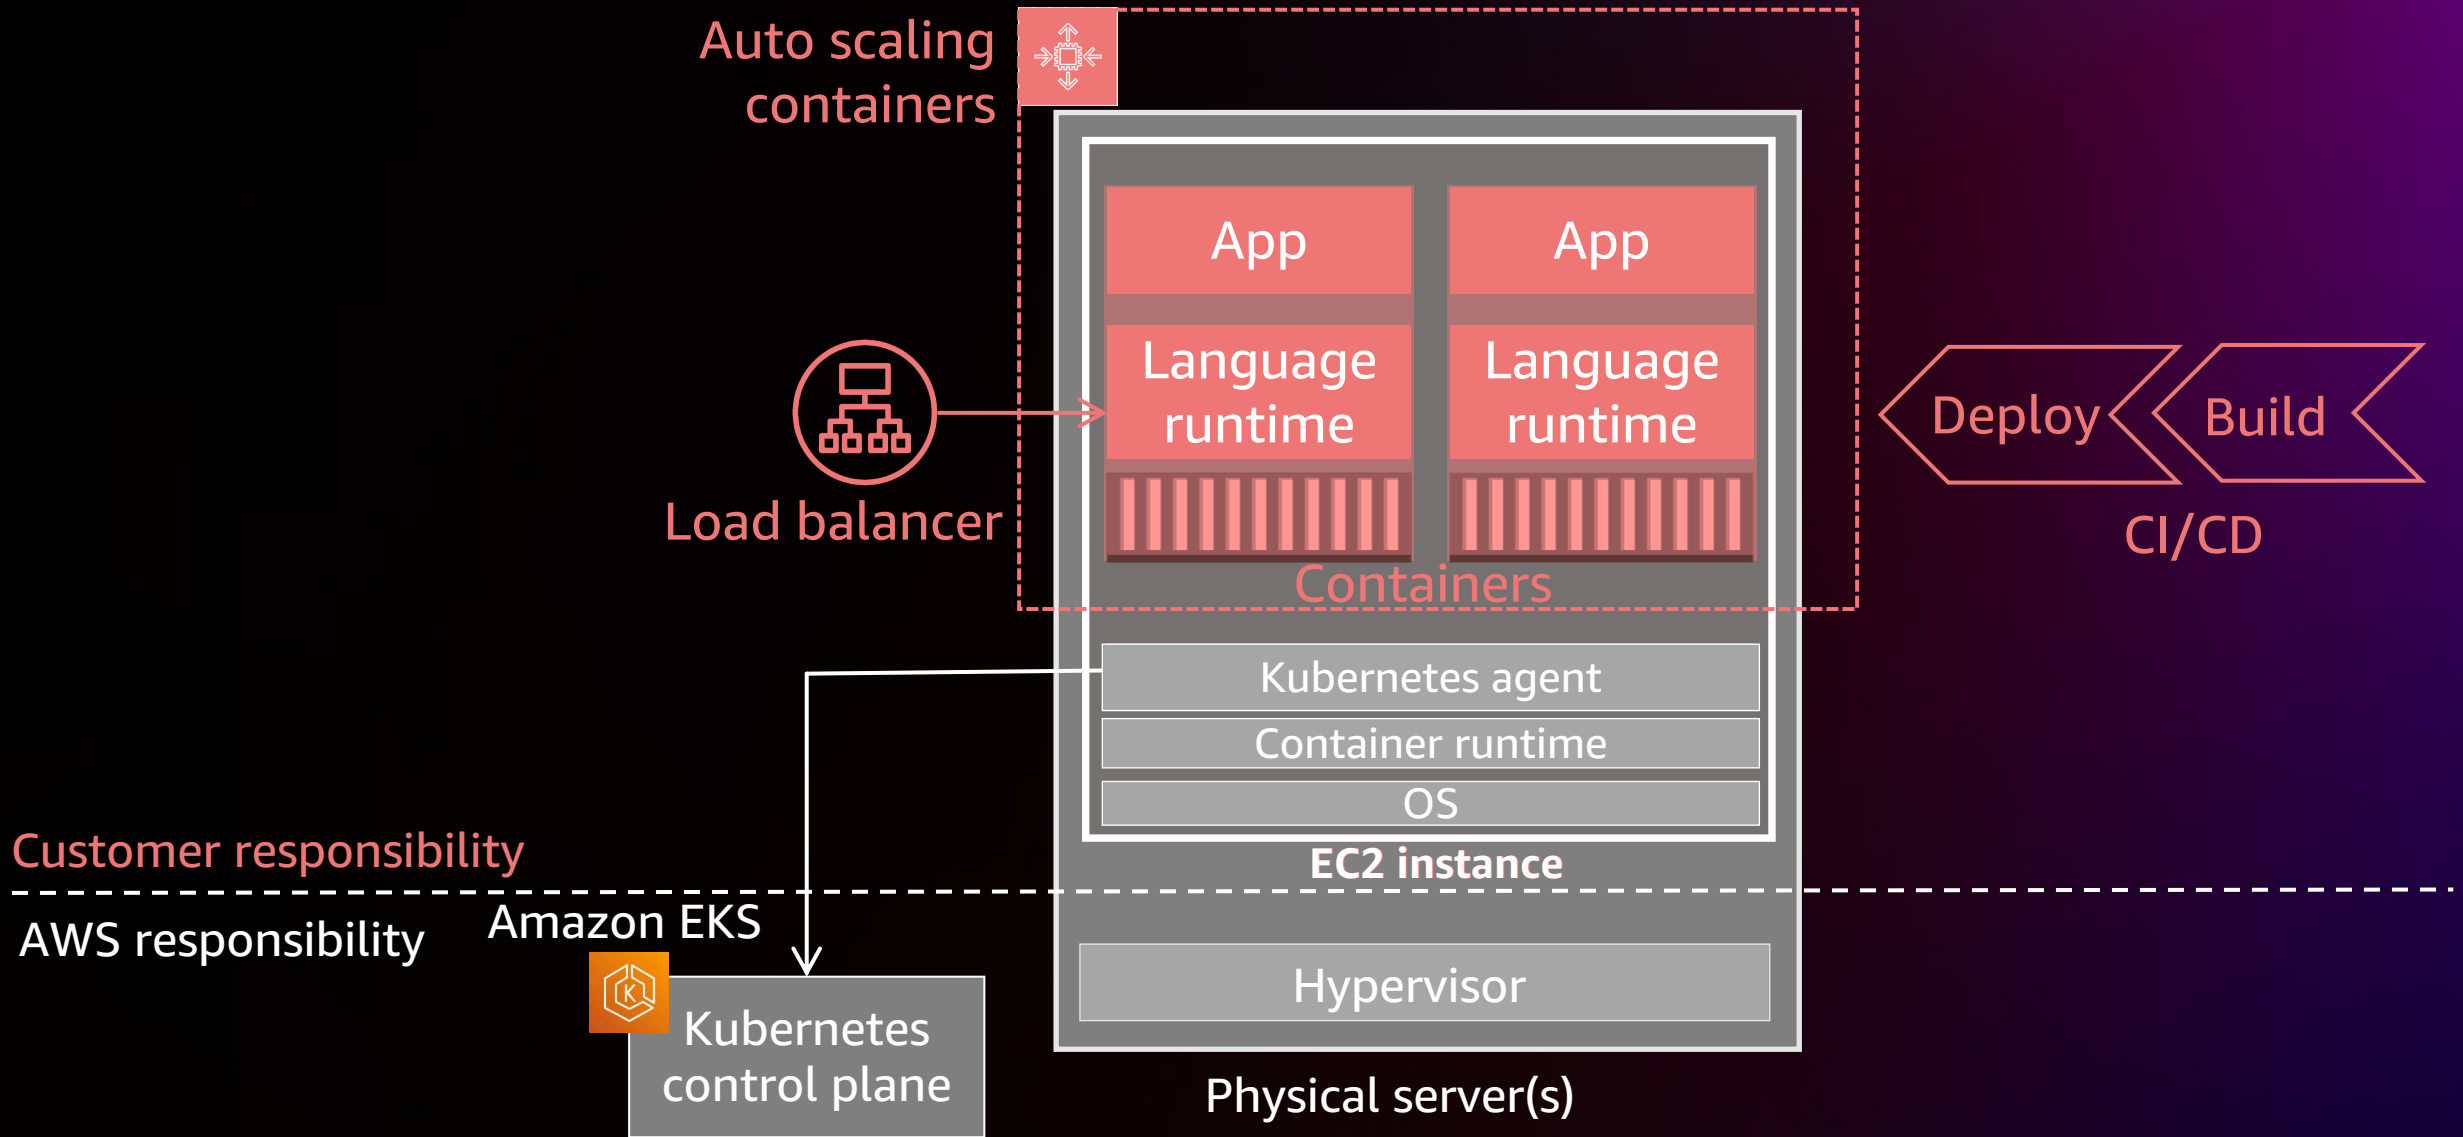 Auto scaling
containers
App
App
Language
runtime
Language
runtime
Load balancer
Containers
Deploy
Build
CI/CD
Kubernetes agent
Container runtime
OS
EC2 instance
Customer responsibility
AWS responsibility
Amazon EKS
K
Kubernetes
control plane
Hypervisor
Physical server(s)